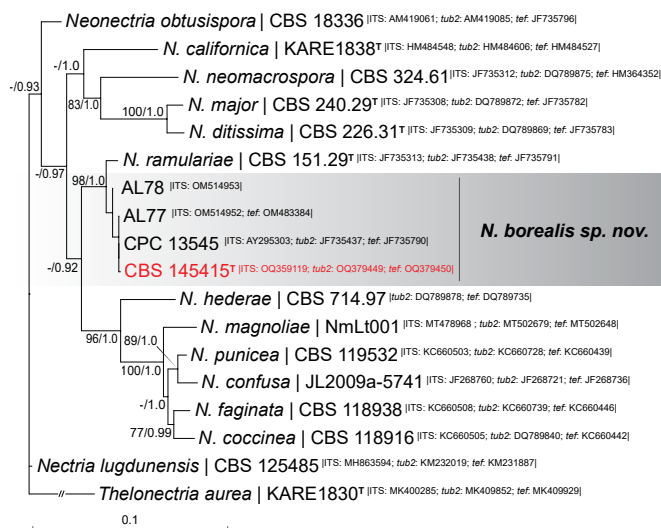 Neonectria obtusispora | CBS 18336 |ITS: AM419061; tub2: AM419085; tef: JF735796|
-/0.93
-/1.0
N. californica | KARE1838T |ITS: HM484548; tub2: HM484606; tef: HM484527|
N. neomacrospora | CBS 324.61 |ITS: JF735312; tub2: DQ789875; tef: HM364352|
83/1.0
100/1.0
N. major | CBS 240.29T |ITS: JF735308; tub2: DQ789872; tef: JF735782|
N. ditissima | CBS 226.31T |ITS: JF735309; tub2: DQ789869; tef: JF735783|
-/0.97
98/1.0
N. ramulariae | CBS 151.29T |ITS: JF735313; tub2: JF735438; tef: JF735791|
AL78 |ITS: OM514953|
AL77 |ITS: OM514952; tef: OM483384|
N. borealis sp. nov.
CPC 13545 |ITS: AY295303; tub2: JF735437; tef: JF735790|
-/0.92
CBS 145415T |ITS: OQ359119; tub2: OQ379449; tef: OQ379450|
N. hederae | CBS 714.97 |tub2: DQ789878; tef: DQ789735|
96/1.0
N. magnoliae | NmLt001 |ITS: MT478968 ; tub2: MT502679; tef: MT502648|
89/1.0
100/1.0
N. punicea | CBS 119532 |ITS: KC660503; tub2: KC660728; tef: KC660439|
N. confusa | JL2009a-5741 |ITS: JF268760; tub2: JF268721; tef: JF268736|
-/1.0
N. faginata | CBS 118938 |ITS: KC660508; tub2: KC660739; tef: KC660446|
77/0.99
N. coccinea | CBS 118916 |ITS: KC660505; tub2: DQ789840; tef: KC660442|
Nectria lugdunensis | CBS 125485 |ITS: MH863594; tub2: KM232019; tef: KM231887|
Thelonectria aurea | KARE1830T |ITS: MK400285; tub2: MK409852; tef: MK409929|
0.1